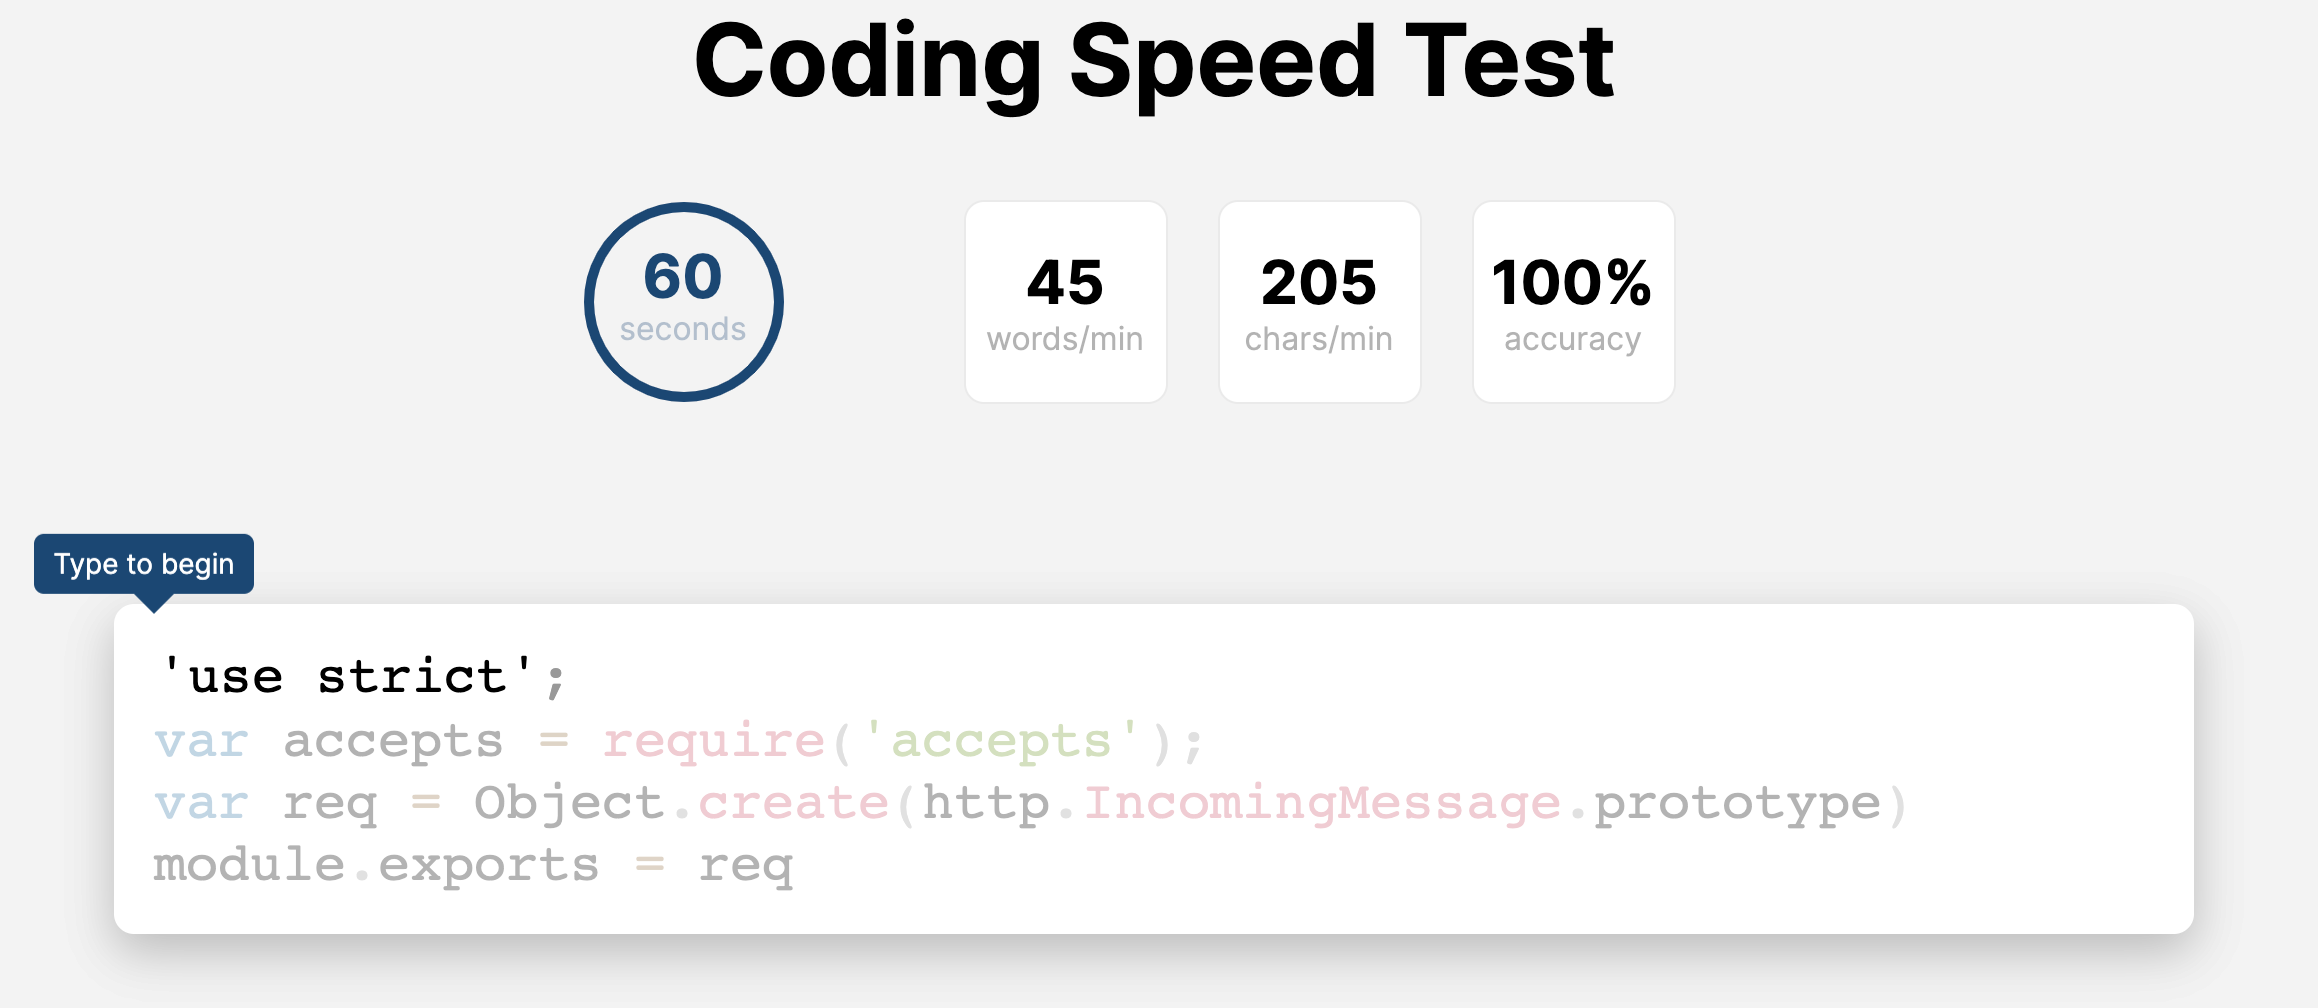 Coding Speed Test
60
seconds
45
words/min
205
chars/min
100%
accuracy
Type to begin
'use strict';
var accepts = require('accepts');
var req = Object.create(http.IncomingMessage.prototype)
module.exports = req